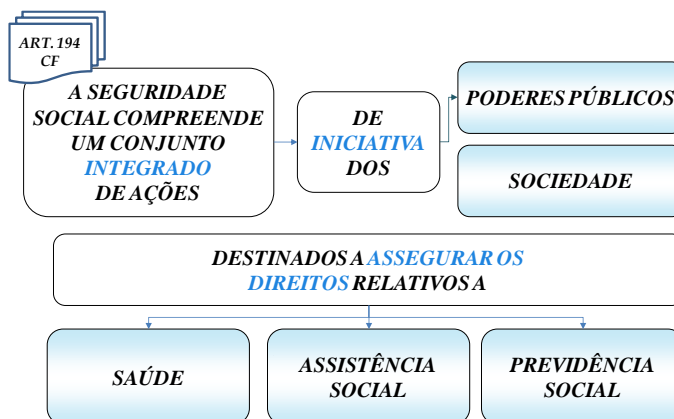 ART. 194
CF
A SEGURIDADE
SOCIAL COMPREENDE
UM CONJUNTO
INTEGRADO
DE AÇÕES
DE
INICIATIVA
DOS
PODERES PÚBLICOS
SOCIEDADE
DESTINADOS A ASSEGURAR OS
DIREITOS RELATIVOS A
SAÚDE
ASSISTÊNCIA
SOCIAL
PREVIDÊNCIA
SOCIAL